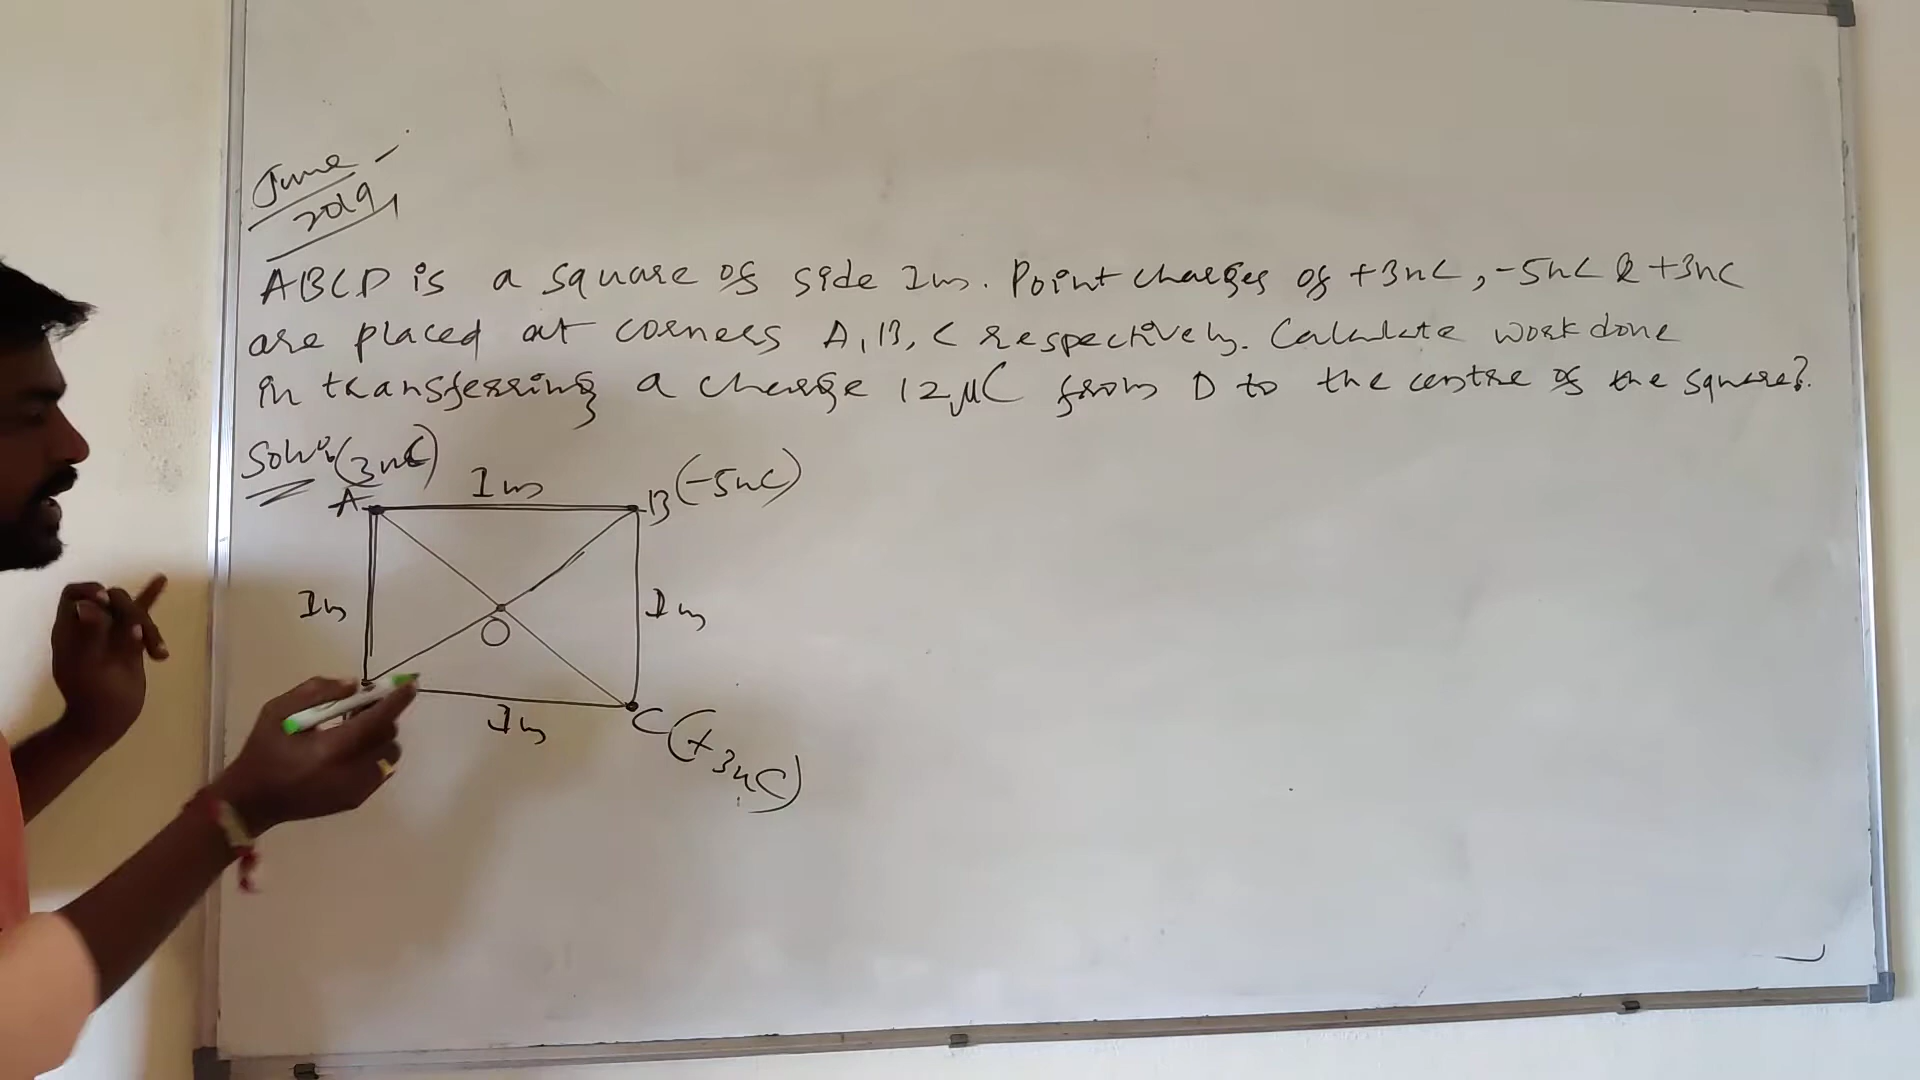 June -
2019
ABCD is a square of side 1m. Point charges of +3nC, -5nC & +3nC
are placed at corners A, B, C respectively. Calculate work done
in transferring a charge 12μC from D to the centre of the square?
Soln:
(3nC)
A
1m
B (-5nC)
1m
1m
O
1m
C (+3nC)